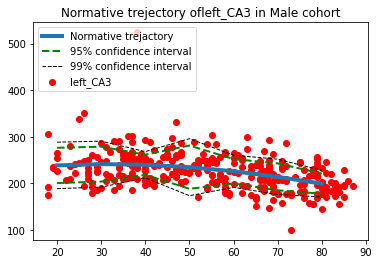 Normative trejectory ofleft_CA3 in Male cohort
Normative trejactory
95% confidence interval
99% confidence interval
left_CA3
500
400
300
200
100
20 30 40 50 60 70 80 90